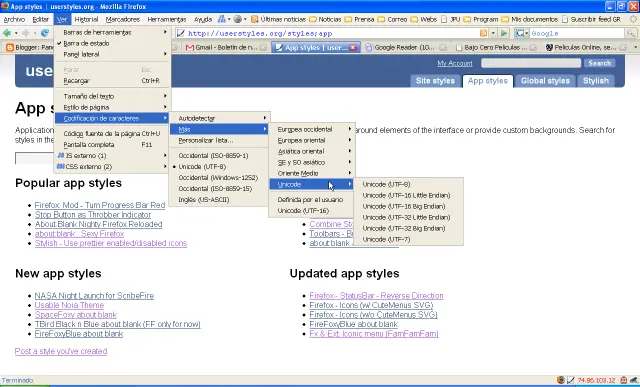 App styles | userstyles.org - Mozilla Firefox
Archivo Editar Ver Historial Marcadores Herramientas Ayuda Últimas noticias Noticias Prensa Correo Webs JPU Program Mis documentos Suscribir feed GR
http://userstyles.org/styles;app
Google
Blogger: Pan Gmail - Boletín de n... App styles | user... Google Reader (10... Bajo Cero Películas - ... Peliculas Online, se...
Barras de herramientas
Barra de estado
Panel lateral
Parar Esc
Recargar Ctrl+R
Tamaño del texto
Estilo de página
Codificación de caracteres
Código fuente de la página Ctrl+U
Pantalla completa F11
JS externo (1)
CSS externo (2)
Autodetectar
Más
Personalizar lista...
Occidental (ISO-8859-1)
Unicode (UTF-8)
Occidental (Windows-1252)
Occidental (ISO-8859-15)
Inglés (US-ASCII)
Europea occidental
Europea oriental
Asiática oriental
SE y SO asiático
Oriente Medio
Unicode
Definida por el usuario
Unicode (UTF-16)
Unicode (UTF-8)
Unicode (UTF-16 Little Endian)
Unicode (UTF-16 Big Endian)
Unicode (UTF-32 Little Endian)
Unicode (UTF-32 Big Endian)
Unicode (UTF-7)
user
My Account Search
Site styles App styles Global styles Stylish
App s
Application
around elements of the interface or provide custom backgrounds. Search for
styles in the
Popular app styles
Firefox: Mod - Turn Progress Bar Red
Stop Button as Throbber Indicator
About:Blank Nighty Firefox Reloaded
about:blank...Sexy Firefox
Stylish - Use prettier enabled/disabled icons
Combine Sto
Toolbars - B
about:blank -
New app styles
NASA Night Launch for ScribeFire
Usable Noia Theme
SpaceFoxy about:blank
TBird Black n Blue about:blank (FF only for now)
FireFoxyBlue about:blank
Updated app styles
Firefox - StatusBar - Reverse Direction
Firefox - Icons (w/ CuteMenus SVG)
Firefox - Icons (w/o CuteMenus SVG)
FireFoxyBlue about:blank
Fx & Ext. Iconic menu (FamFamFam)
Post a style you've created
Terminado
74.86.103.12